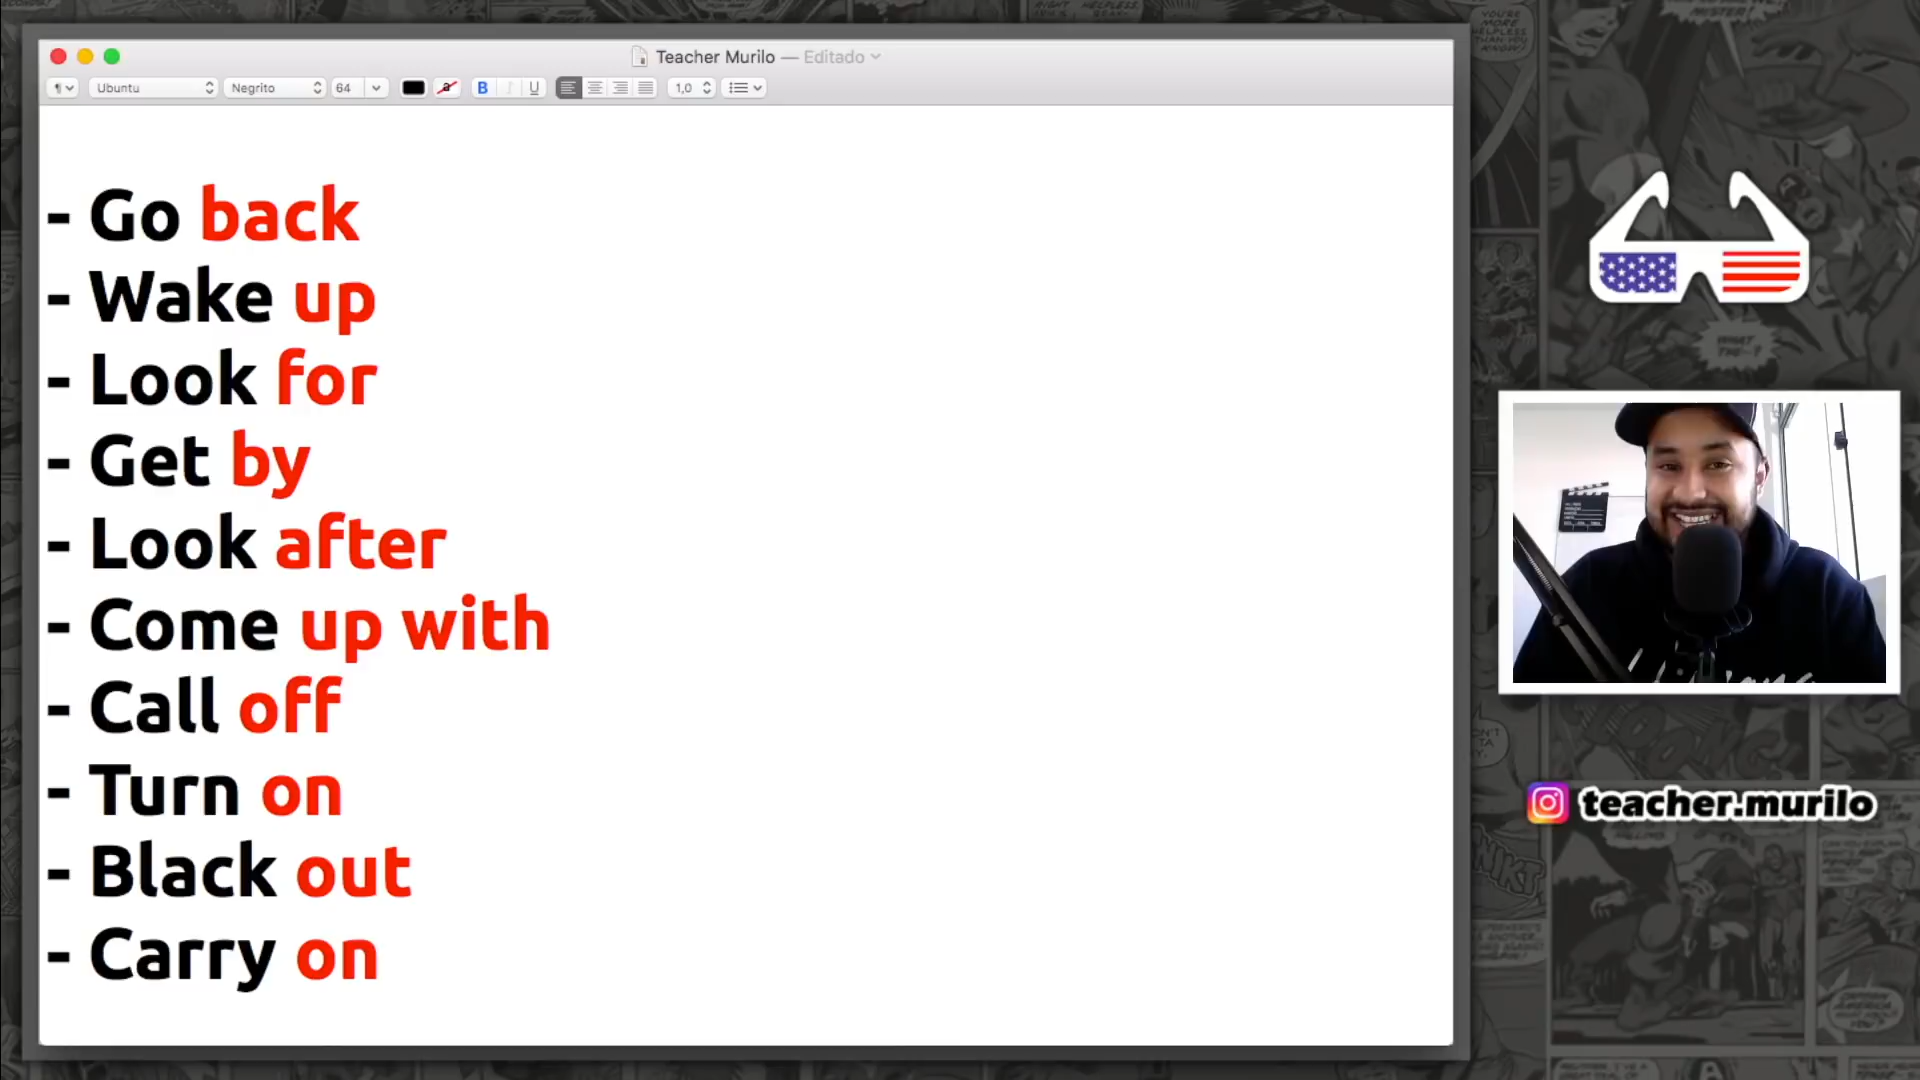 Teacher Murilo — Editado
Ubuntu Negrito 64 B U 1,0
- Go back
- Wake up
- Look for
- Get by
- Look after
- Come up with
- Call off
- Turn on
- Black out
- Carry on
teacher.murilo